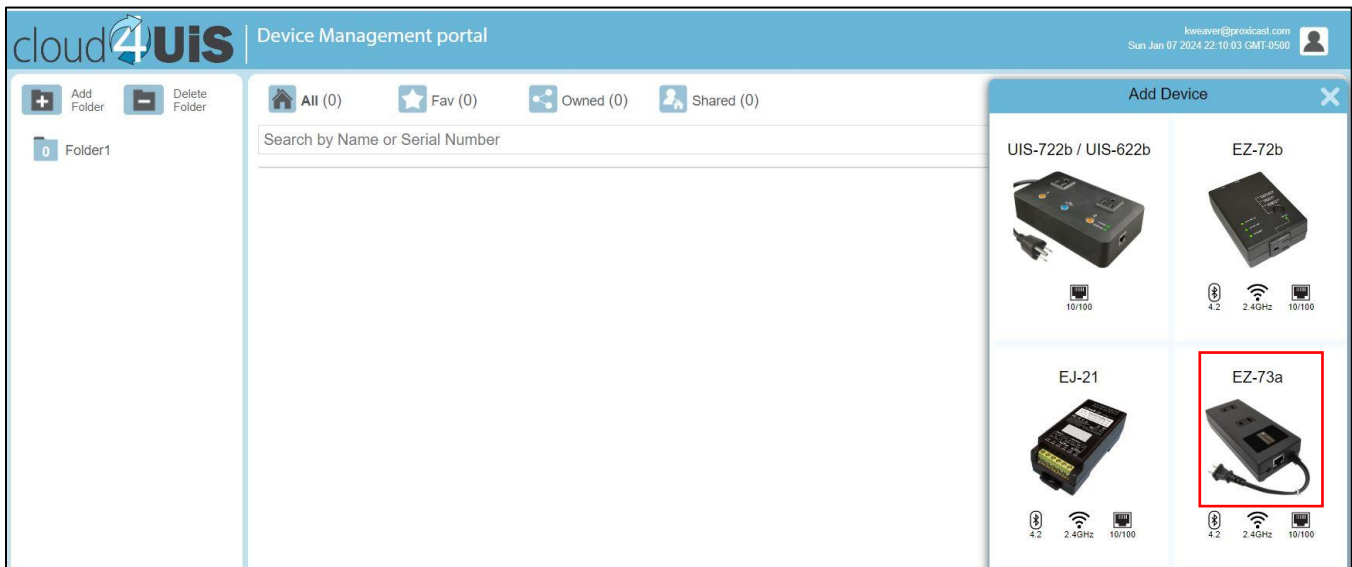 cloud4UiS
Device Management portal
kweaver@proxicast.com
Sun Jan 07 2024 22:10:03 GMT-0500
Add
Folder
Delete
Folder
0 Folder1
All (0)
Fav (0)
Owned (0)
Shared (0)
Search by Name or Serial Number
Add Device
UIS-722b / UIS-622b
10/100
EZ-72b
4.2
2.4GHz
10/100
EJ-21
4.2
2.4GHz
10/100
EZ-73a
4.2
2.4GHz
10/100